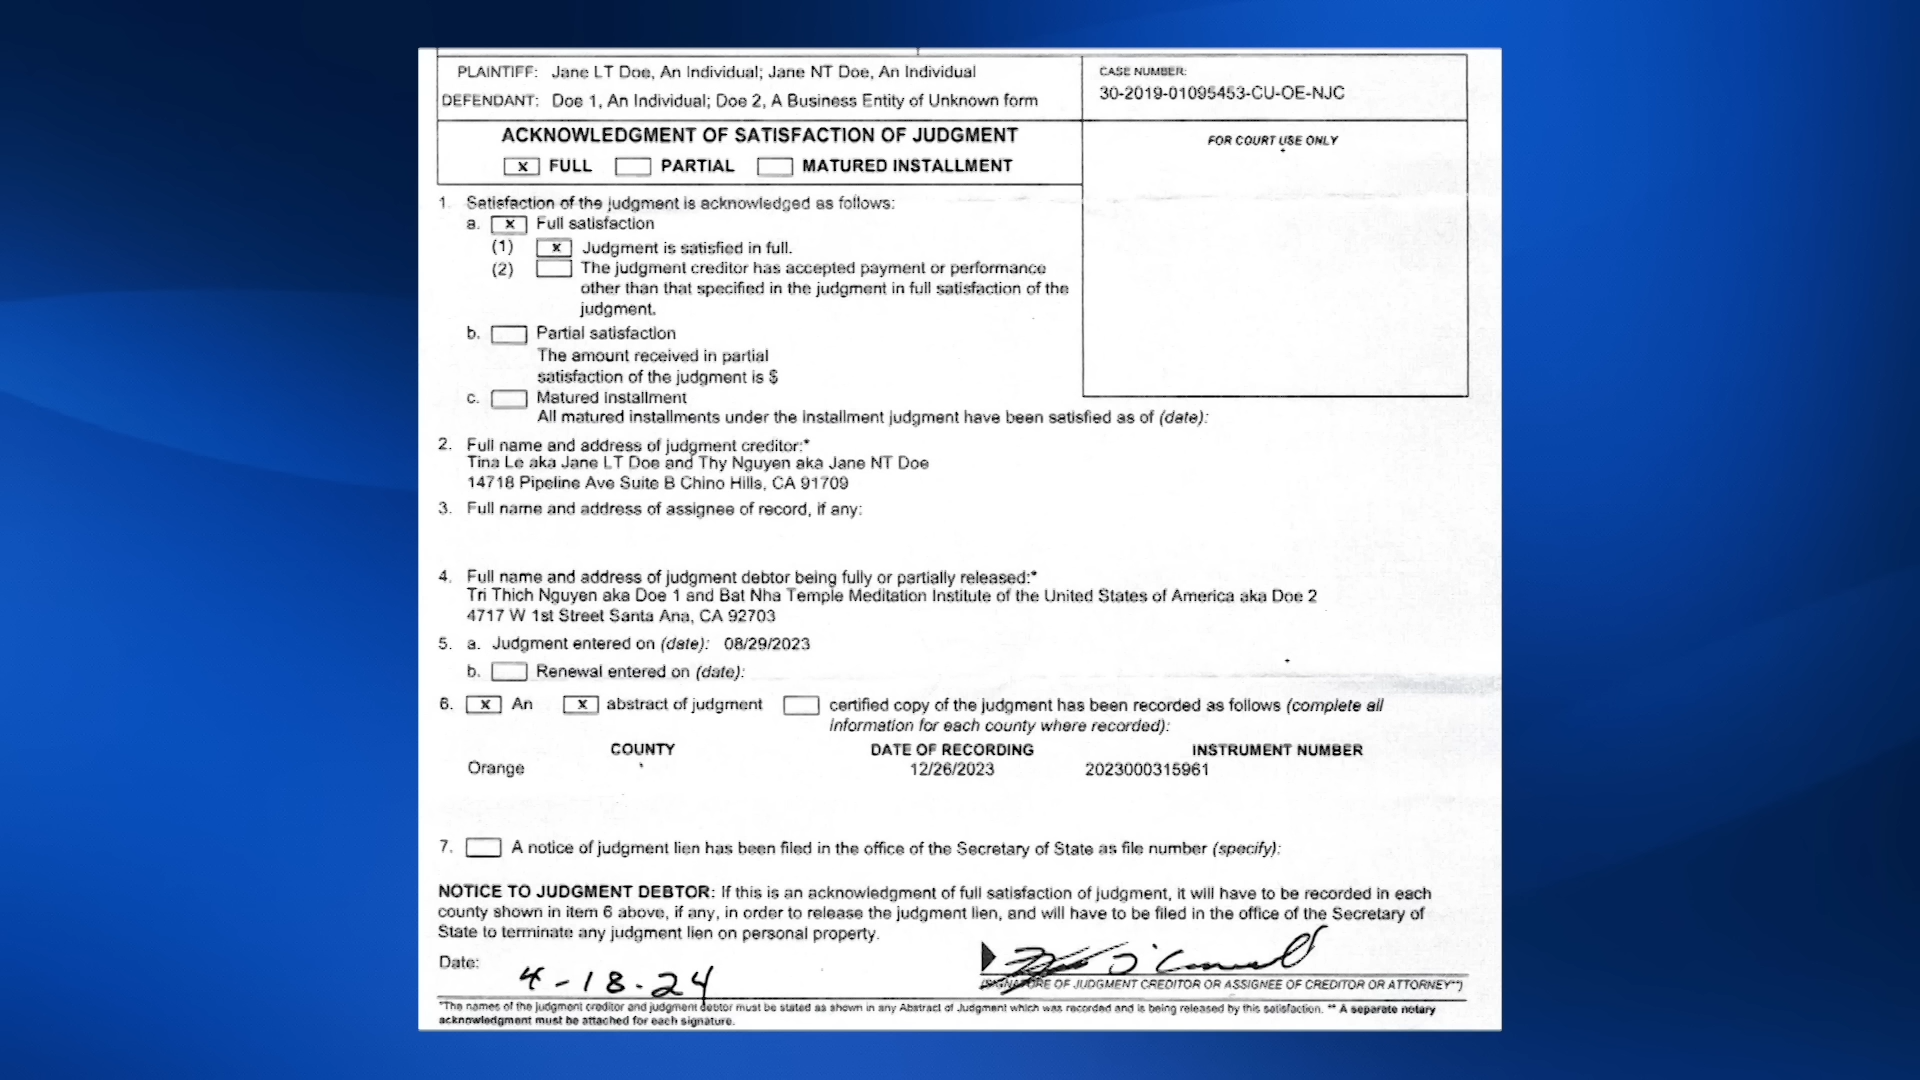 PLAINTIFF: Jane LT Doe, An Individual; Jane NT Doe, An Individual
DEFENDANT: Doe 1, An Individual; Doe 2, A Business Entity of Unknown form
CASE NUMBER:
30-2019-01095453-CU-OE-NJC
ACKNOWLEDGMENT OF SATISFACTION OF JUDGMENT
x FULL PARTIAL MATURED INSTALLMENT
FOR COURT USE ONLY
1. Satisfaction of the judgment is acknowledged as follows:
a. x Full satisfaction
(1) x Judgment is satisfied in full.
(2) The judgment creditor has accepted payment or performance
other than that specified in the judgment in full satisfaction of the
judgment.
b. Partial satisfaction
The amount received in partial
satisfaction of the judgment is $
c. Matured installment
All matured installments under the installment judgment have been satisfied as of (date):
2. Full name and address of judgment creditor:*
Tina Le aka Jane LT Doe and Thy Nguyen aka Jane NT Doe
14718 Pipeline Ave Suite B Chino Hills, CA 91709
3. Full name and address of assignee of record, if any:
4. Full name and address of judgment debtor being fully or partially released:*
Tri Thich Nguyen aka Doe 1 and Bat Nha Temple Meditation Institute of the United States of America aka Doe 2
4717 W 1st Street Santa Ana, CA 92703
5. a. Judgment entered on (date): 08/29/2023
b. Renewal entered on (date):
6. x An x abstract of judgment certified copy of the judgment has been recorded as follows (complete all
information for each county where recorded):
COUNTY DATE OF RECORDING INSTRUMENT NUMBER
Orange 12/26/2023 2023000315961
7. A notice of judgment lien has been filed in the office of the Secretary of State as file number (specify):
NOTICE TO JUDGMENT DEBTOR: If this is an acknowledgment of full satisfaction of judgment, it will have to be recorded in each
county shown in item 6 above, if any, in order to release the judgment lien, and will have to be filed in the office of the Secretary of
State to terminate any judgment lien on personal property.
Date: 4-18-24
(SIGNATURE OF JUDGMENT CREDITOR OR ASSIGNEE OF CREDITOR OR ATTORNEY**)
*The names of the judgment creditor and judgment debtor must be stated as shown in any Abstract of Judgment which was recorded and is being released by this satisfaction. ** A separate notary
acknowledgment must be attached for each signature.